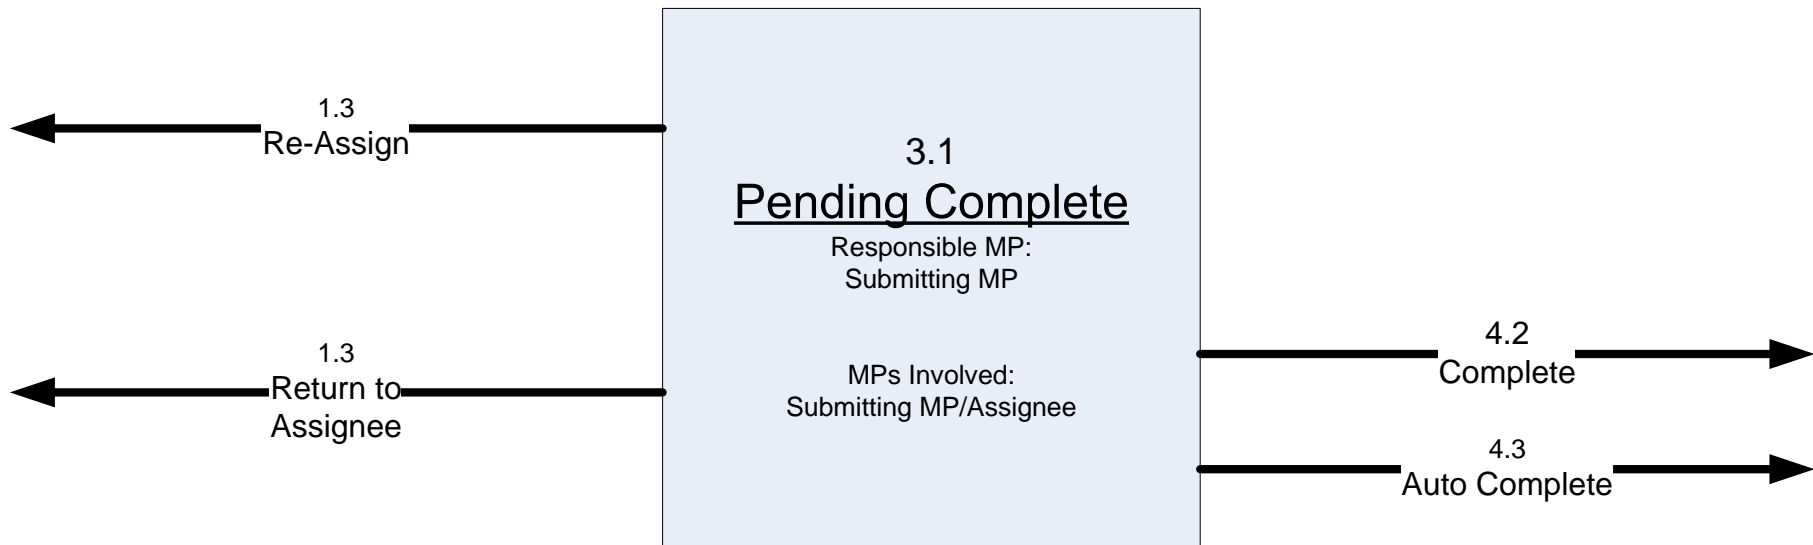 1.3
Re-Assign
1.3
Return to
Assignee
3.1
Pending Complete
Responsible MP:
Submitting MP
MPs Involved:
Submitting MP/Assignee
4.2
Complete
4.3
Auto Complete